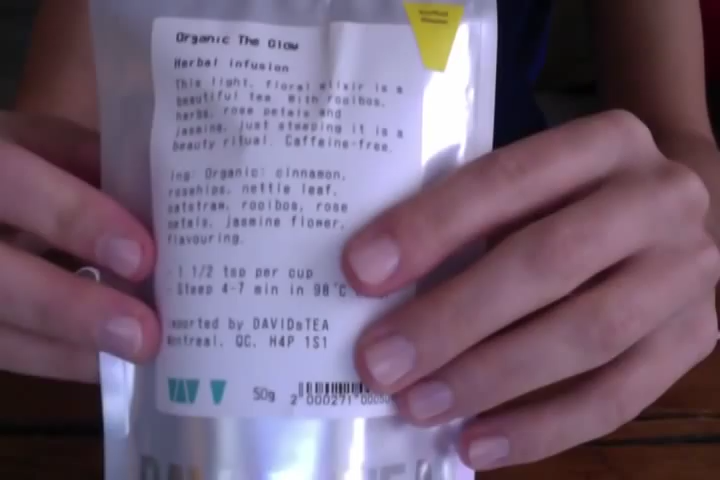 Organic The Glow
Herbal infusion
This light, floral elixir is a
beautiful tea. With rooibos,
herbs, rose petals and
jasmine, just steeping it is a
beauty ritual. Caffeine-free.
ing: Organic: cinnamon,
rosehips, nettle leaf,
oatstraw, rooibos, rose
petals, jasmine flower,
flavouring.
1 1/2 tsp per cup
Steep 4-7 min in 98°C
Imported by DAVIDsTEA
Montreal, QC, H4P 1S1
50g
2 000271 000